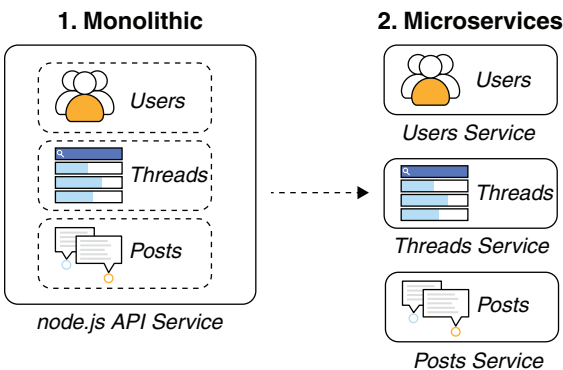 1. Monolithic
Users
Threads
Posts
node.js API Service
2. Microservices
Users
Users Service
Threads
Threads Service
Posts
Posts Service